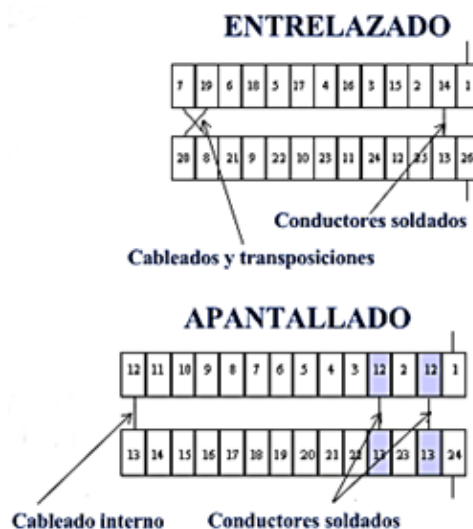 ENTRELAZADO
7 19 6 18 5 17 4 16 3 15 2 14 1
20 8 21 9 22 10 23 11 24 12 25 13 26
Conductores soldados
Cableados y transposiciones
APANTALLADO
12 11 10 9 8 7 6 5 4 3 12 2 12 1
13 14 15 16 17 18 19 20 21 22 13 23 13 24
Cableado interno Conductores soldados